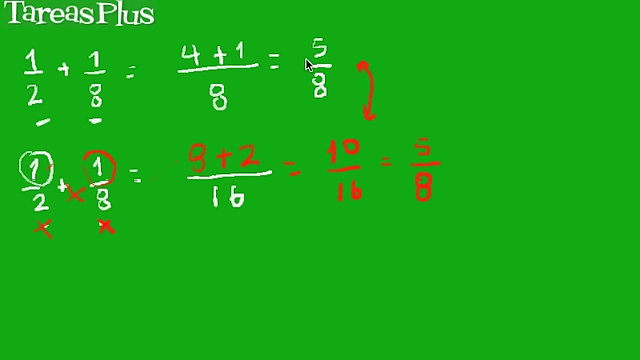 TareasPlus
1/2 + 1/8 = (4+1)/8 = 5/8
1/2 + 1/8 = (8+2)/16 = 10/16 = 5/8